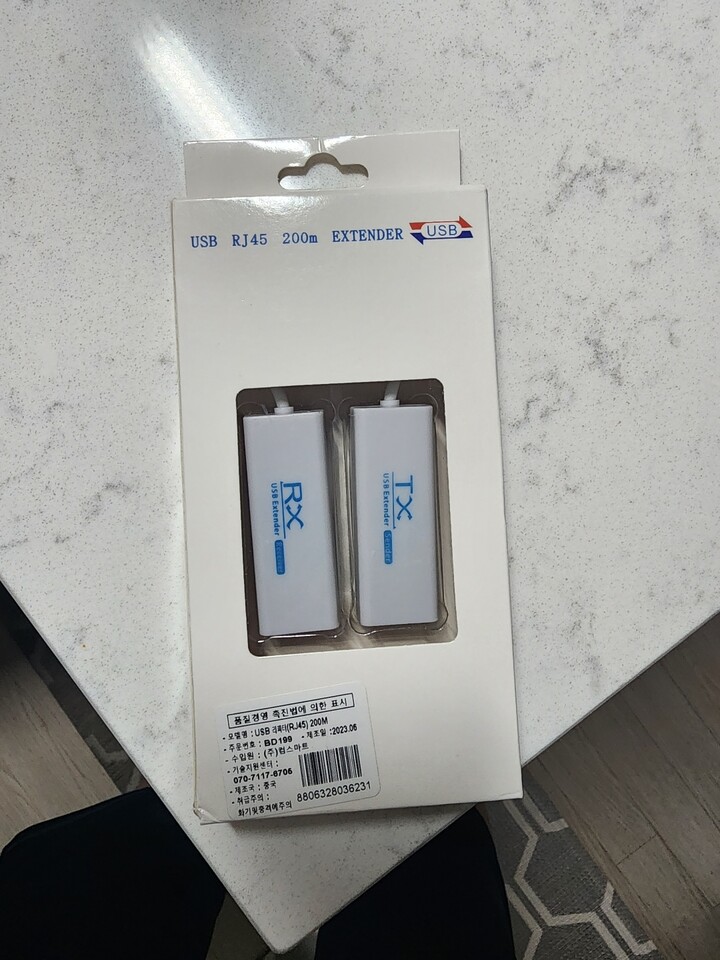 USB RJ45 200m EXTENDER USB
RX
USB Extender
TX
USB Extender Sender
품질경영 촉진법에 의한 표시
- 모델명 : USB 리피터(RJ45) 200M
- 주문번호 : BD199 - 제조일 :2023.06
- 수입원 : (주)컴스마트
- 기술지원센터 :
070-7117-6706
- 제조국 : 중국
- 취급주의 :
화기및충격에주의
8806328036231